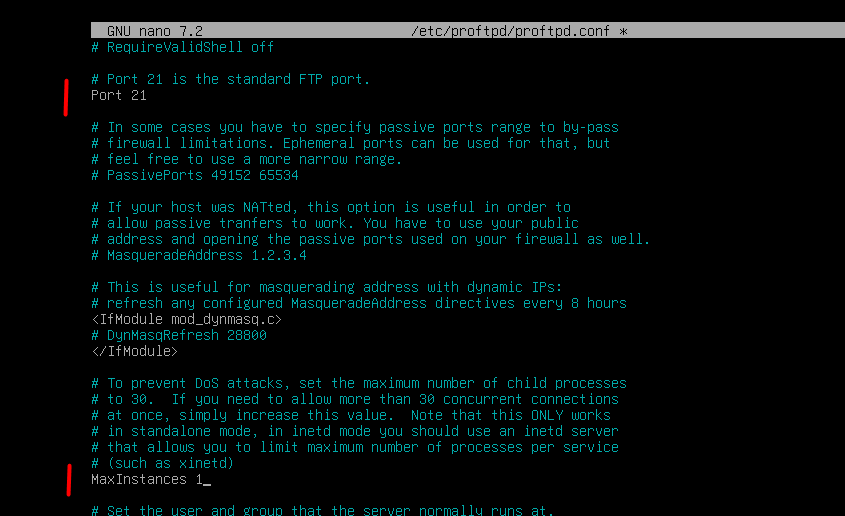 GNU nano 7.2 /etc/proftpd/proftpd.conf *
# RequireValidShell off
# Port 21 is the standard FTP port.
Port 21
# In some cases you have to specify passive ports range to by-pass
# firewall limitations. Ephemeral ports can be used for that, but
# feel free to use a more narrow range.
# PassivePorts 49152 65534
# If your host was NATted, this option is useful in order to
# allow passive tranfers to work. You have to use your public
# address and opening the passive ports used on your firewall as well.
# MasqueradeAddress 1.2.3.4
# This is useful for masquerading address with dynamic IPs:
# refresh any configured MasqueradeAddress directives every 8 hours
<IfModule mod_dynmasq.c>
# DynMasqRefresh 28800
</IfModule>
# To prevent DoS attacks, set the maximum number of child processes
# to 30.  If you need to allow more than 30 concurrent connections
# at once, simply increase this value.  Note that this ONLY works
# in standalone mode, in inetd mode you should use an inetd server
# that allows you to limit maximum number of processes per service
# (such as xinetd)
MaxInstances 1
# Set the user and group that the server normally runs at.